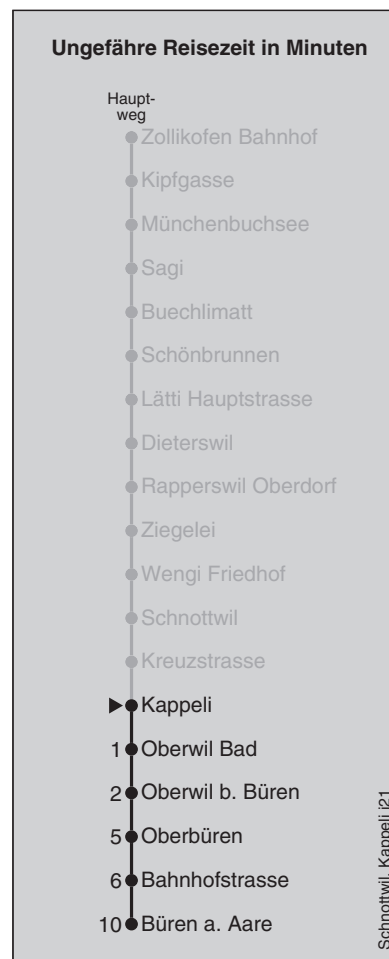 Ungefähre Reisezeit in Minuten
Haupt-
weg
Zollikofen Bahnhof
Kipfgasse
Münchenbuchsee
Sagi
Buechlimatt
Schönbrunnen
Lätti Hauptstrasse
Dieterswil
Rapperswil Oberdorf
Ziegelei
Wengi Friedhof
Schnottwil
Kreuzstrasse
Kappeli
1 Oberwil Bad
2 Oberwil b. Büren
5 Oberbüren
6 Bahnhofstrasse
10 Büren a. Aare
Schnottwil, Kappeli j21